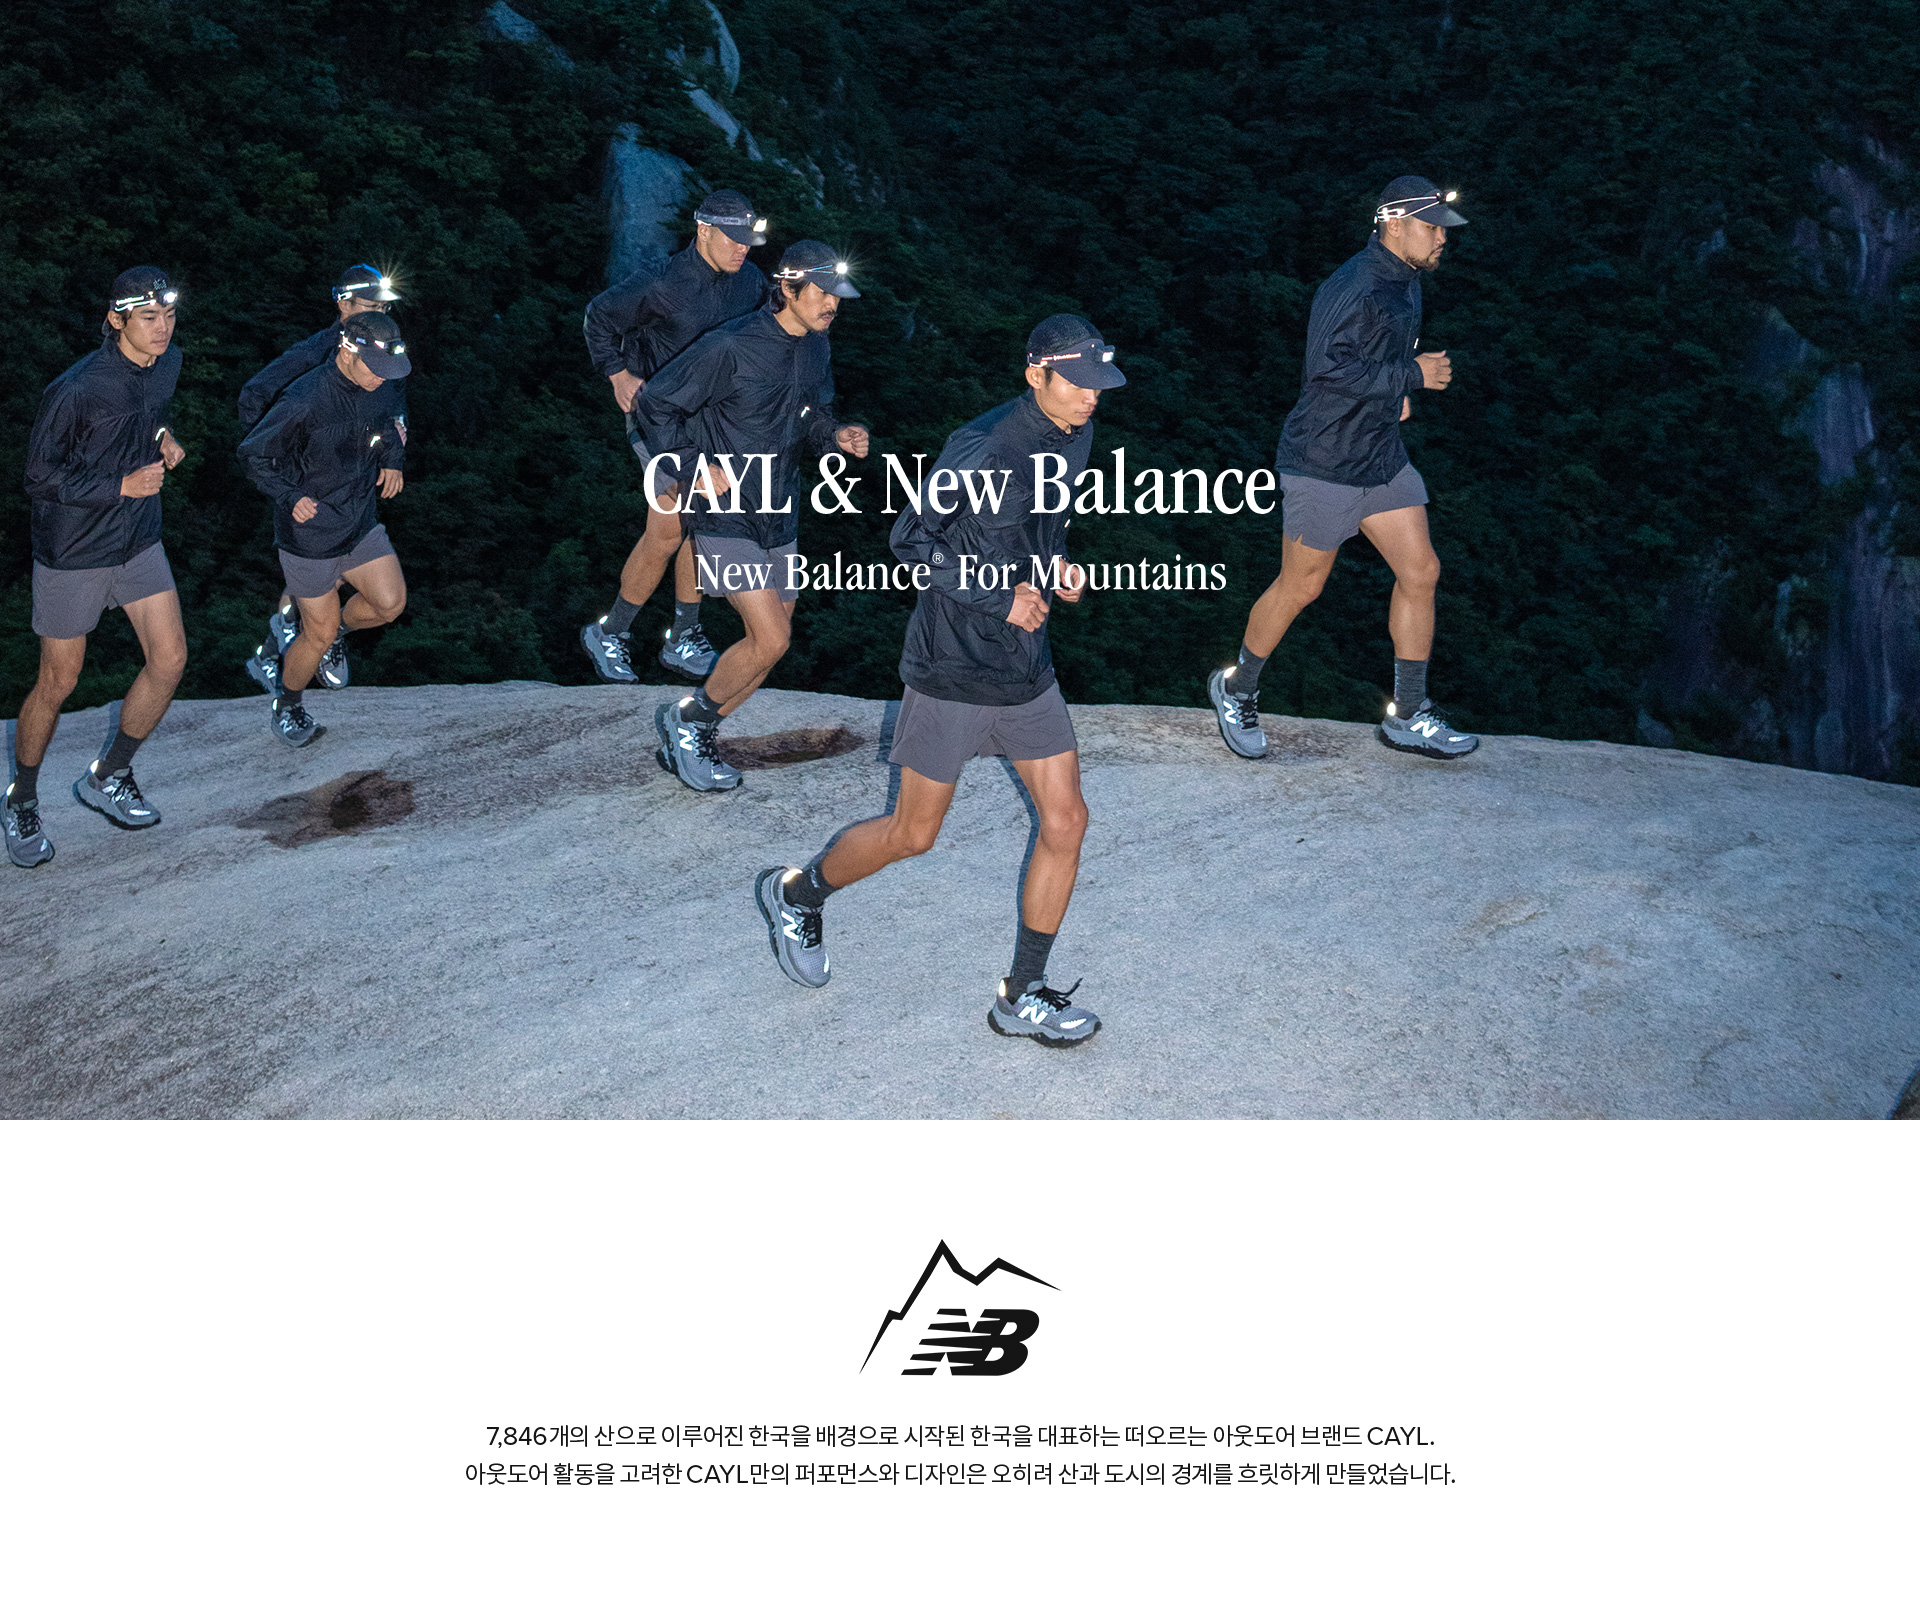 CAYL & New Balance
New Balance® For Mountains
NB
7,846개의 산으로 이루어진 한국을 배경으로 시작된 한국을 대표하는 떠오르는 아웃도어 브랜드 CAYL.
아웃도어 활동을 고려한 CAYL만의 퍼포먼스와 디자인은 오히려 산과 도시의 경계를 흐릿하게 만들었습니다.